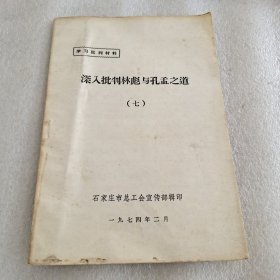 学习批判材料
深入批判林彪与孔孟之道
（七）
石家庄市总工会宣传部辑印
一九七四年二月